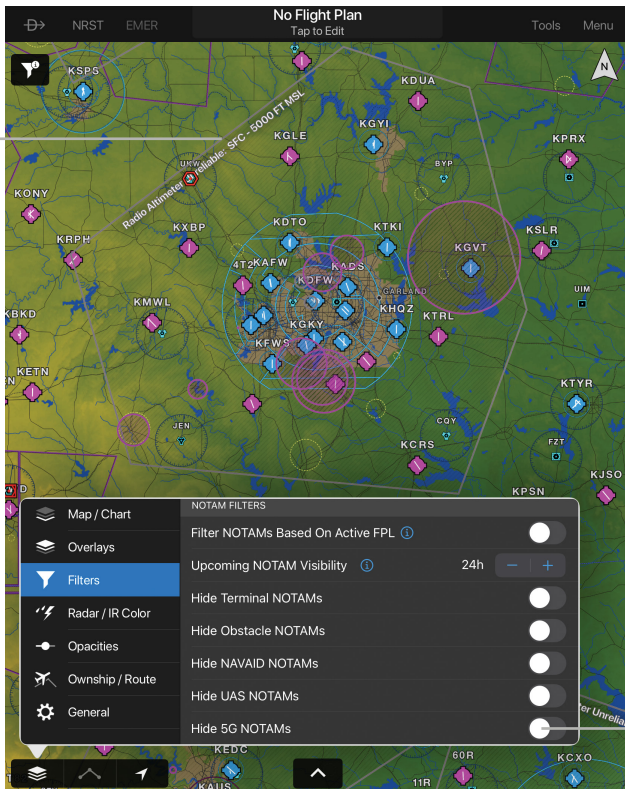 NRST
EMER
No Flight Plan
Tap to Edit
Tools
Menu
N
KSPS
KDUA
Radio Altimeter Unreliable: SFC - 5000 FT MSL
KGYI
KGLE
KPRX
UKW
BYP
KONY
KDTO
KXBP
KTKI
KSLR
KRPH
KGVT
4T2
KAFW
KADS
KDFW
GARLAND
UIM
KMWL
KHQZ
KBKD
KTRL
KGKY
KFWS
KETN
KTYR
JEN
CQY
FZT
KCRS
KJSO
KPSN
D
Map / Chart
Overlays
Filters
Radar / IR Color
Opacities
Ownship / Route
General
NOTAM FILTERS
Filter NOTAMs Based On Active FPL
Upcoming NOTAM Visibility
24h
Hide Terminal NOTAMs
Hide Obstacle NOTAMs
Hide NAVAID NOTAMs
Hide UAS NOTAMs
Hide 5G NOTAMs
KEDC
60R
KCXO
KAUS
11R